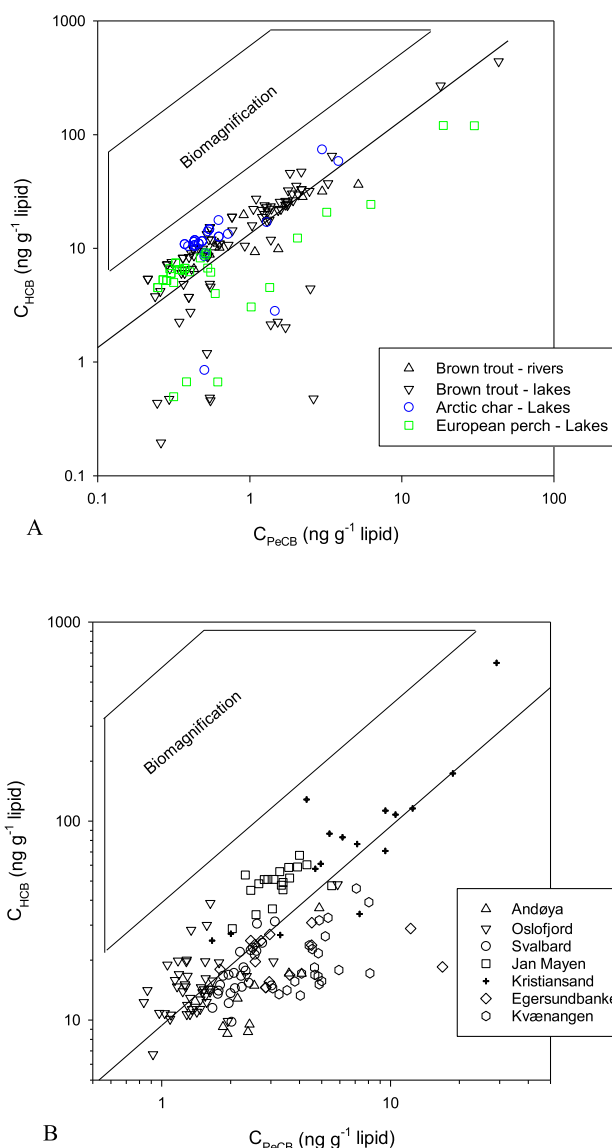 A
1000
100
10
1
0.1
C_HCB (ng g⁻¹ lipid)
Biomagnification
Brown trout - rivers
Brown trout - lakes
Arctic char - Lakes
European perch - Lakes
0.1 1 10 100
C_PeCB (ng g⁻¹ lipid)
B
1000
100
10
C_HCB (ng g⁻¹ lipid)
Biomagnification
Andøya
Oslofjord
Svalbard
Jan Mayen
Kristiansand
Egersundbanke
Kvænangen
1 10
C_PeCB (ng g⁻¹ lipid)